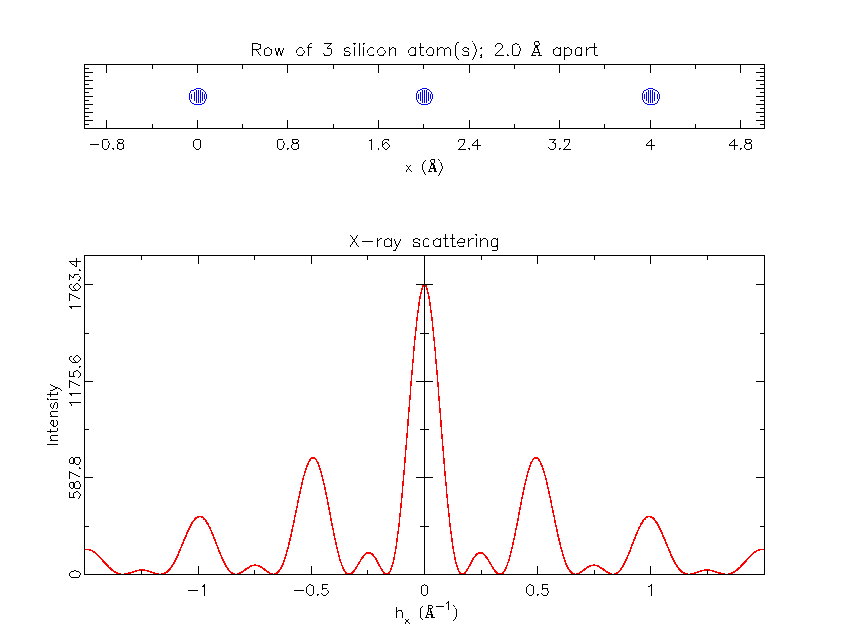 Row of 3 silicon atom(s); 2.0 Å apart
−0.8 0 0.8 1.6 2.4 3.2 4 4.8
x (Å)
X−ray scattering
1763.4
1175.6
587.8
0
Intensity
−1 −0.5 0 0.5 1
hₓ (Å⁻¹)